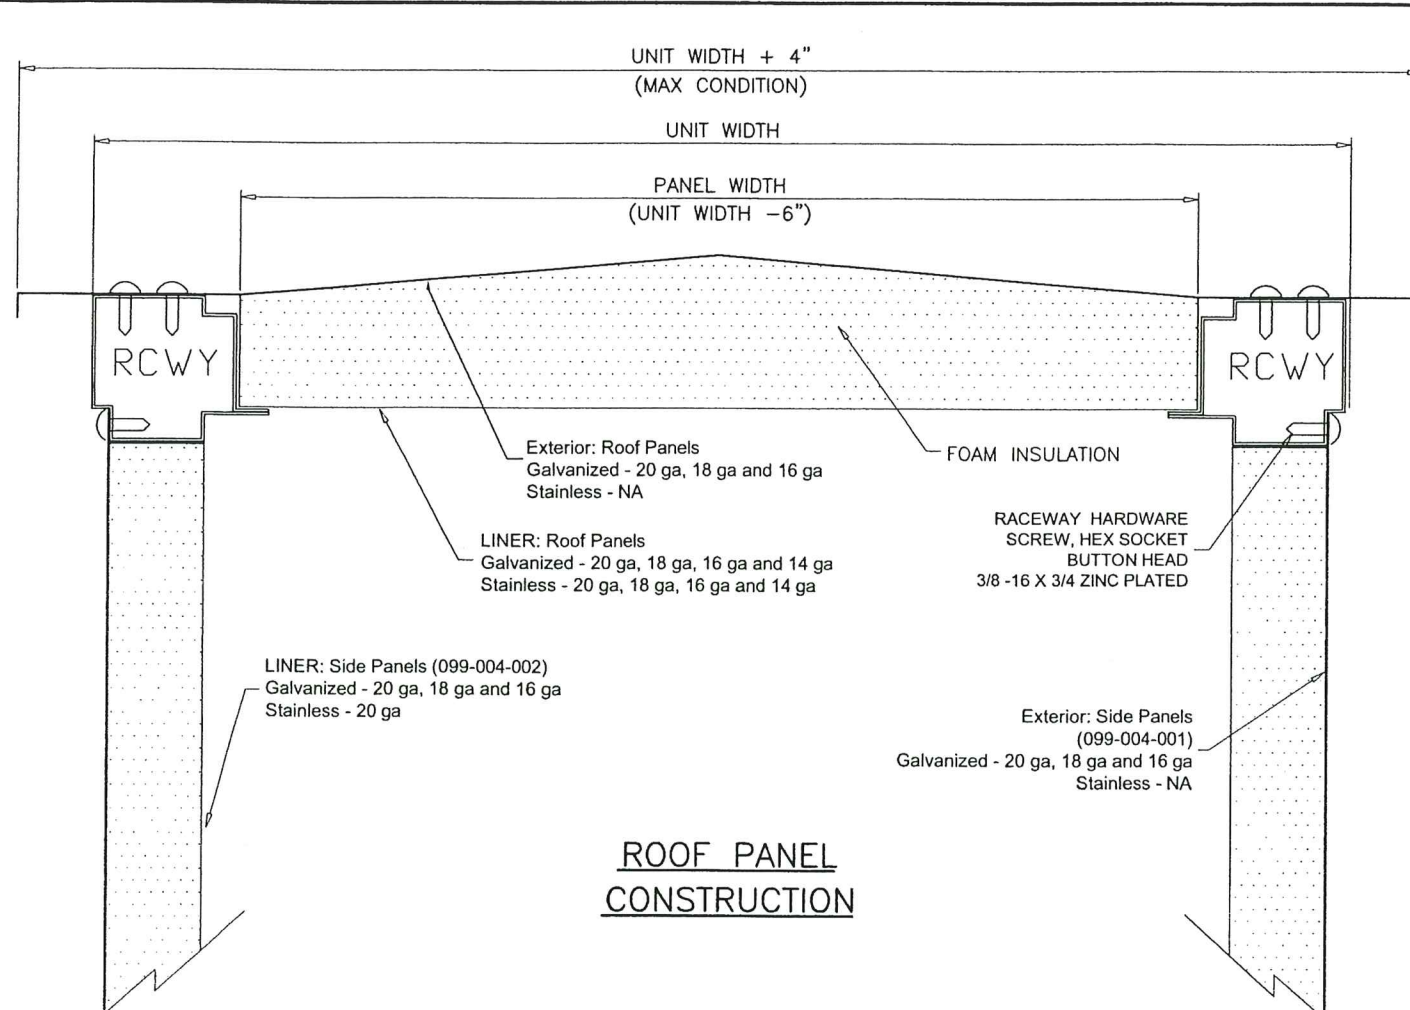 UNIT WIDTH + 4"
(MAX CONDITION)
UNIT WIDTH
PANEL WIDTH
(UNIT WIDTH -6")
RCWY
RCWY
Exterior: Roof Panels
Galvanized - 20 ga, 18 ga and 16 ga
Stainless - NA
FOAM INSULATION
LINER: Roof Panels
Galvanized - 20 ga, 18 ga, 16 ga and 14 ga
Stainless - 20 ga, 18 ga, 16 ga and 14 ga
RACEWAY HARDWARE
SCREW, HEX SOCKET
BUTTON HEAD
3/8 -16 X 3/4 ZINC PLATED
LINER: Side Panels (099-004-002)
Galvanized - 20 ga, 18 ga and 16 ga
Stainless - 20 ga
Exterior: Side Panels
(099-004-001)
Galvanized - 20 ga, 18 ga and 16 ga
Stainless - NA
ROOF PANEL
CONSTRUCTION